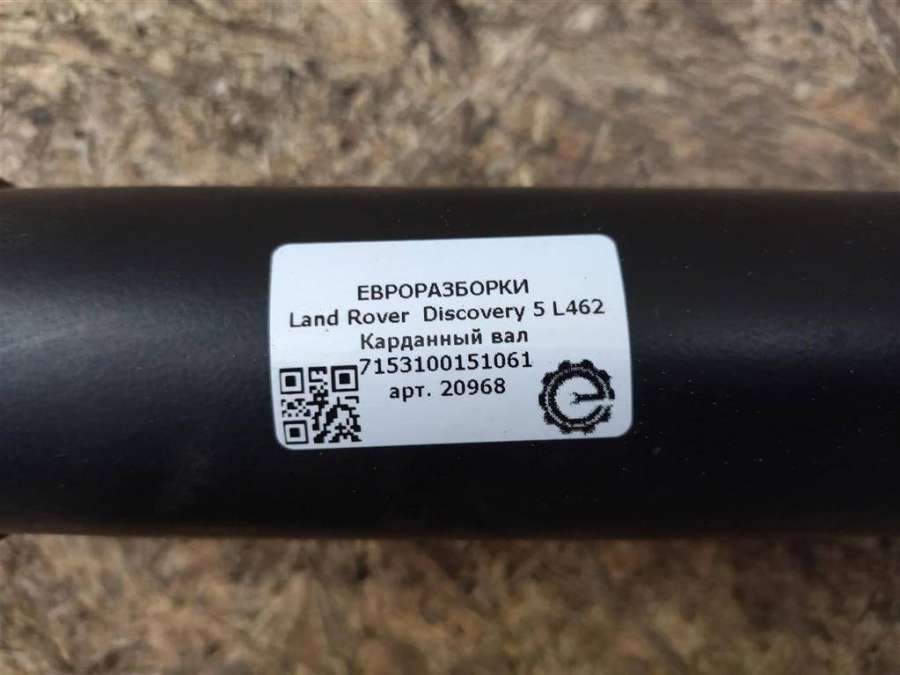 ЕВРОРАЗБОРКИ
Land Rover Discovery 5 L462
Карданный вал
7153100151061
арт. 20968